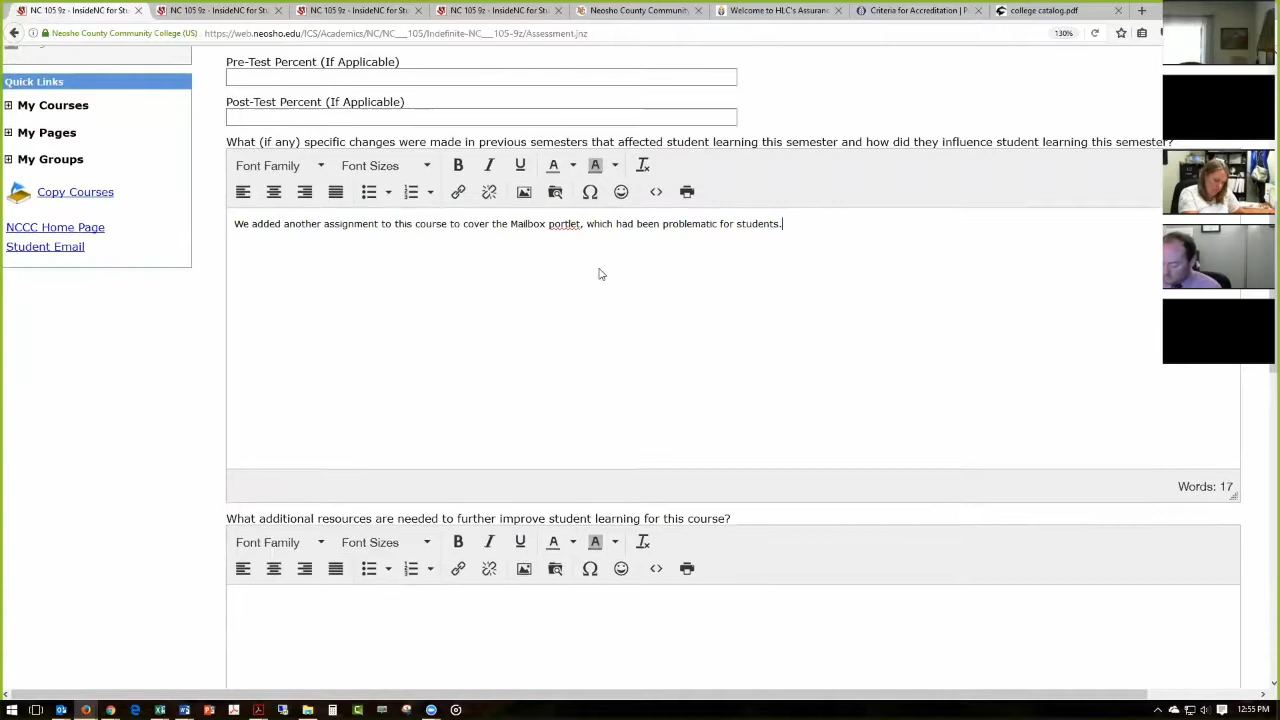 NC 105 9z - InsideNC for Stu
NC 105 9z - InsideNC for Stu
NC 105 9z - InsideNC for Stu
NC 105 9z - InsideNC for Stu
Neosho County Community
Welcome to HLC's Assuranc
Criteria for Accreditation | P
college catalog.pdf
Neosho County Community College (US)
https://web.neosho.edu/ICS/Academics/NC/NC___105/Indefinite-NC___105-9z/Assessment.jnz
130%
Quick Links
My Courses
My Pages
My Groups
Copy Courses
NCCC Home Page
Student Email
Pre-Test Percent (If Applicable)
Post-Test Percent (If Applicable)
What (if any) specific changes were made in previous semesters that affected student learning this semester and how did they influence student learning this semester?
Font Family
Font Sizes
We added another assignment to this course to cover the Mailbox portlet, which had been problematic for students.
Words: 17
What additional resources are needed to further improve student learning for this course?
Font Family
Font Sizes
12:55 PM